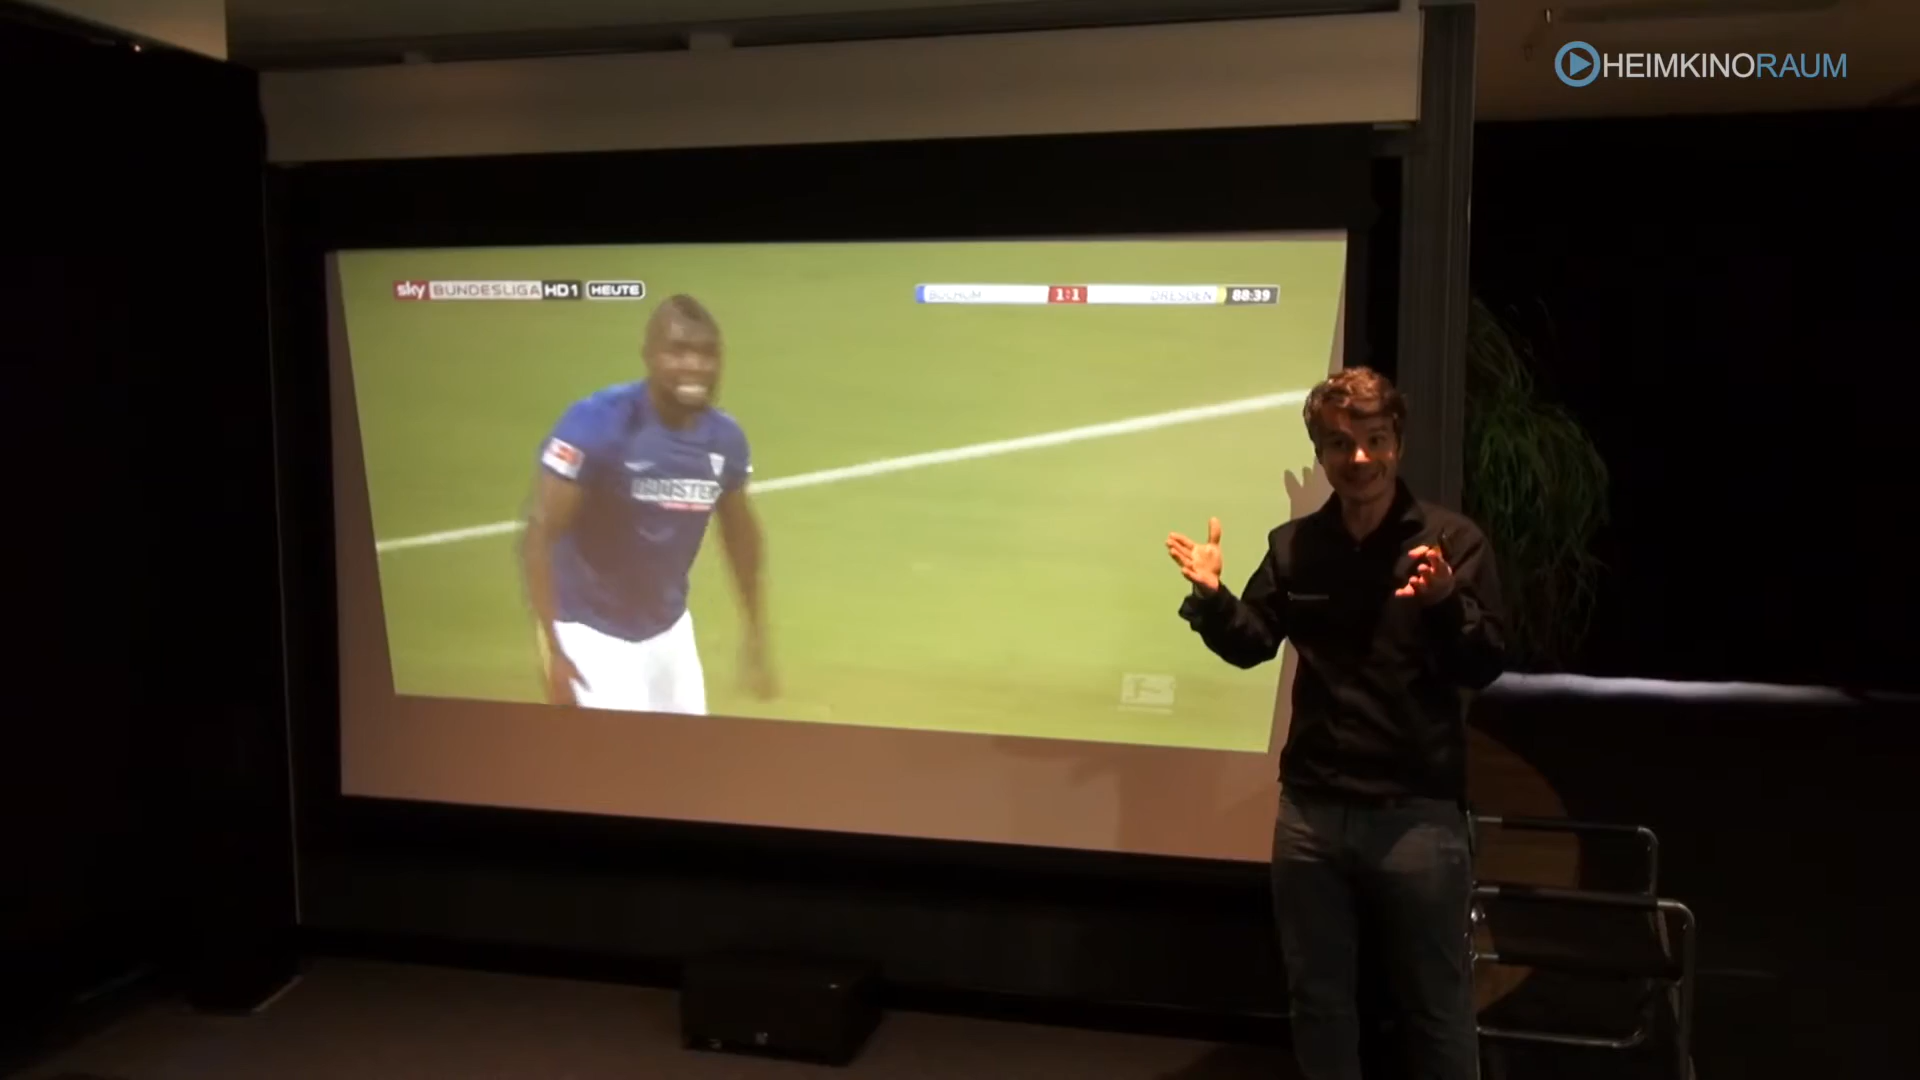 HEIMKINORAUM
sky BUNDESLIGA HD1 HEUTE
BOCHUM 1:1 DRESDEN 88:39